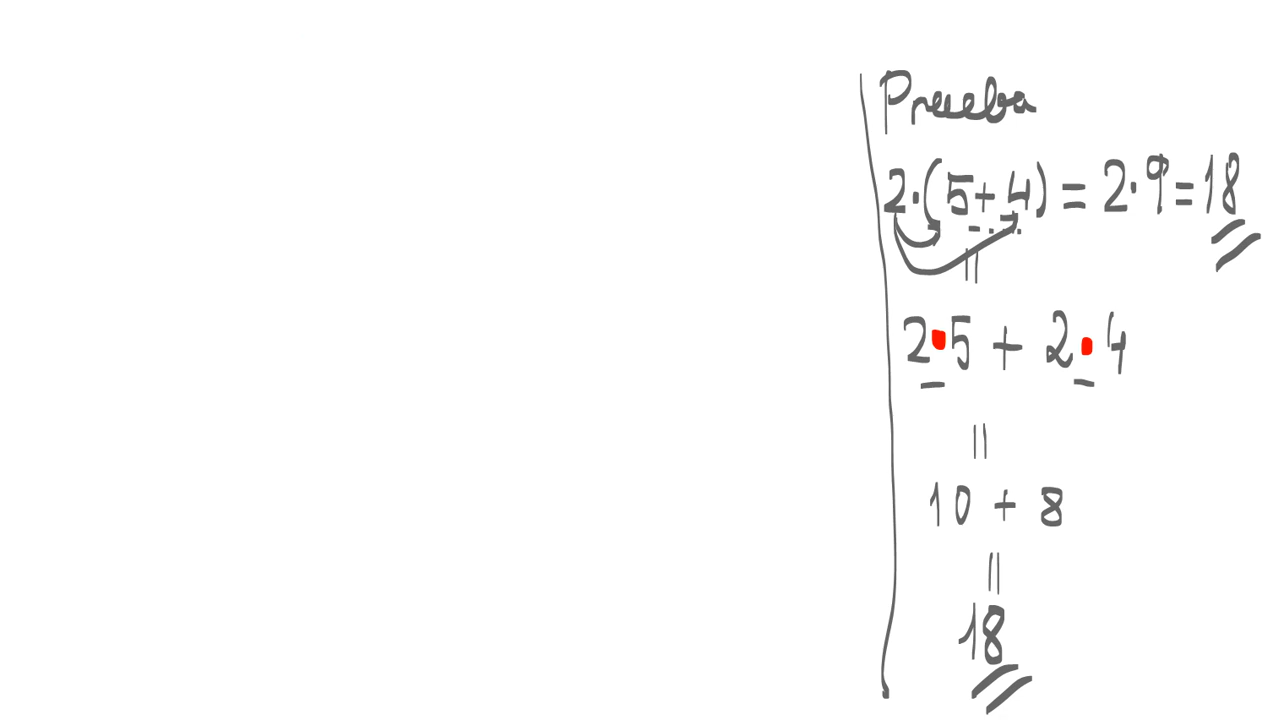 Prueba
2·(5+4) = 2·9 = 18
=
2·5 + 2·4
=
10 + 8
=
18